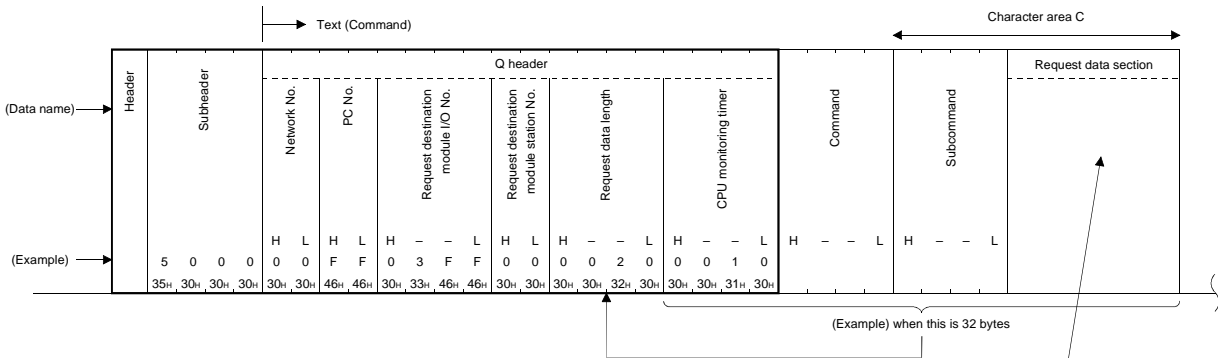 Text (Command)
Character area C
Q header
Request data section
(Data name)
Header
Subheader
Network No.
PC No.
Request destination
module I/O No.
Request destination
module station No.
Request data length
CPU monitoring timer
Command
Subcommand
H L H L H – – L H L H – – L H – – L H – – L H – – L
(Example) 5 0 0 0 0 0 F F 0 3 F F 0 0 0 0 2 0 0 0 1 0
35H 30H 30H 30H 30H 30H 46H 46H 30H 33H 46H 46H 30H 30H 30H 30H 32H 30H 30H 30H 31H 30H
(Example) when this is 32 bytes